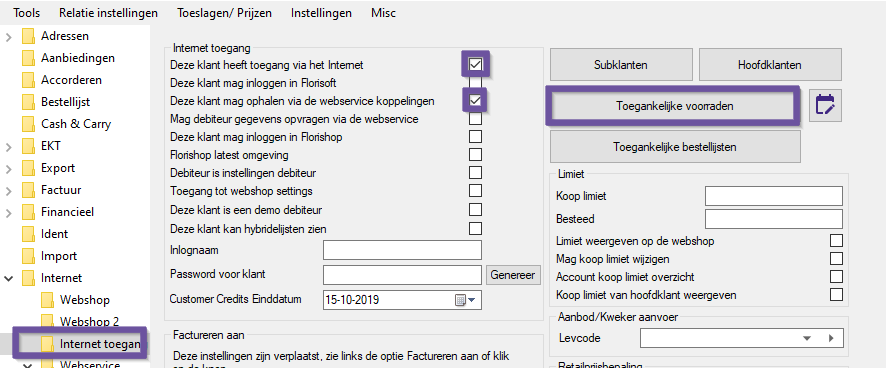 Tools Relatie instellingen Toeslagen/ Prijzen Instellingen Misc
Adressen
Aanbiedingen
Accorderen
Bestellijst
Cash & Carry
EKT
Export
Factuur
Financieel
Ident
Import
Internet
Webshop
Webshop 2
Internet toegang
Webservice
Internet toegang
Deze klant heeft toegang via het Internet
Deze klant mag inloggen in Florisoft
Deze klant mag ophalen via de webservice koppelingen
Mag debiteur gegevens opvragen via de webservice
Deze klant mag inloggen in Florishop
Florishop latest omgeving
Debiteur is instellingen debiteur
Toegang tot webshop settings
Deze klant is een demo debiteur
Deze klant kan hybridelijsten zien
Inlognaam
Password voor klant Genereer
Customer Credits Einddatum 15-10-2019
Factureren aan
Deze instellingen zijn verplaatst, zie links de optie Factureren aan of klik
Subklanten Hoofdklanten
Toegankelijke voorraden
Toegankelijke bestellijsten
Limiet
Koop limiet
Besteed
Limiet weergeven op de webshop
Mag koop limiet wijzigen
Account koop limiet overzicht
Koop limiet van hoofdklant weergeven
Aanbod/Kweker aanvoer
Levcode
Retailprijsbepaling